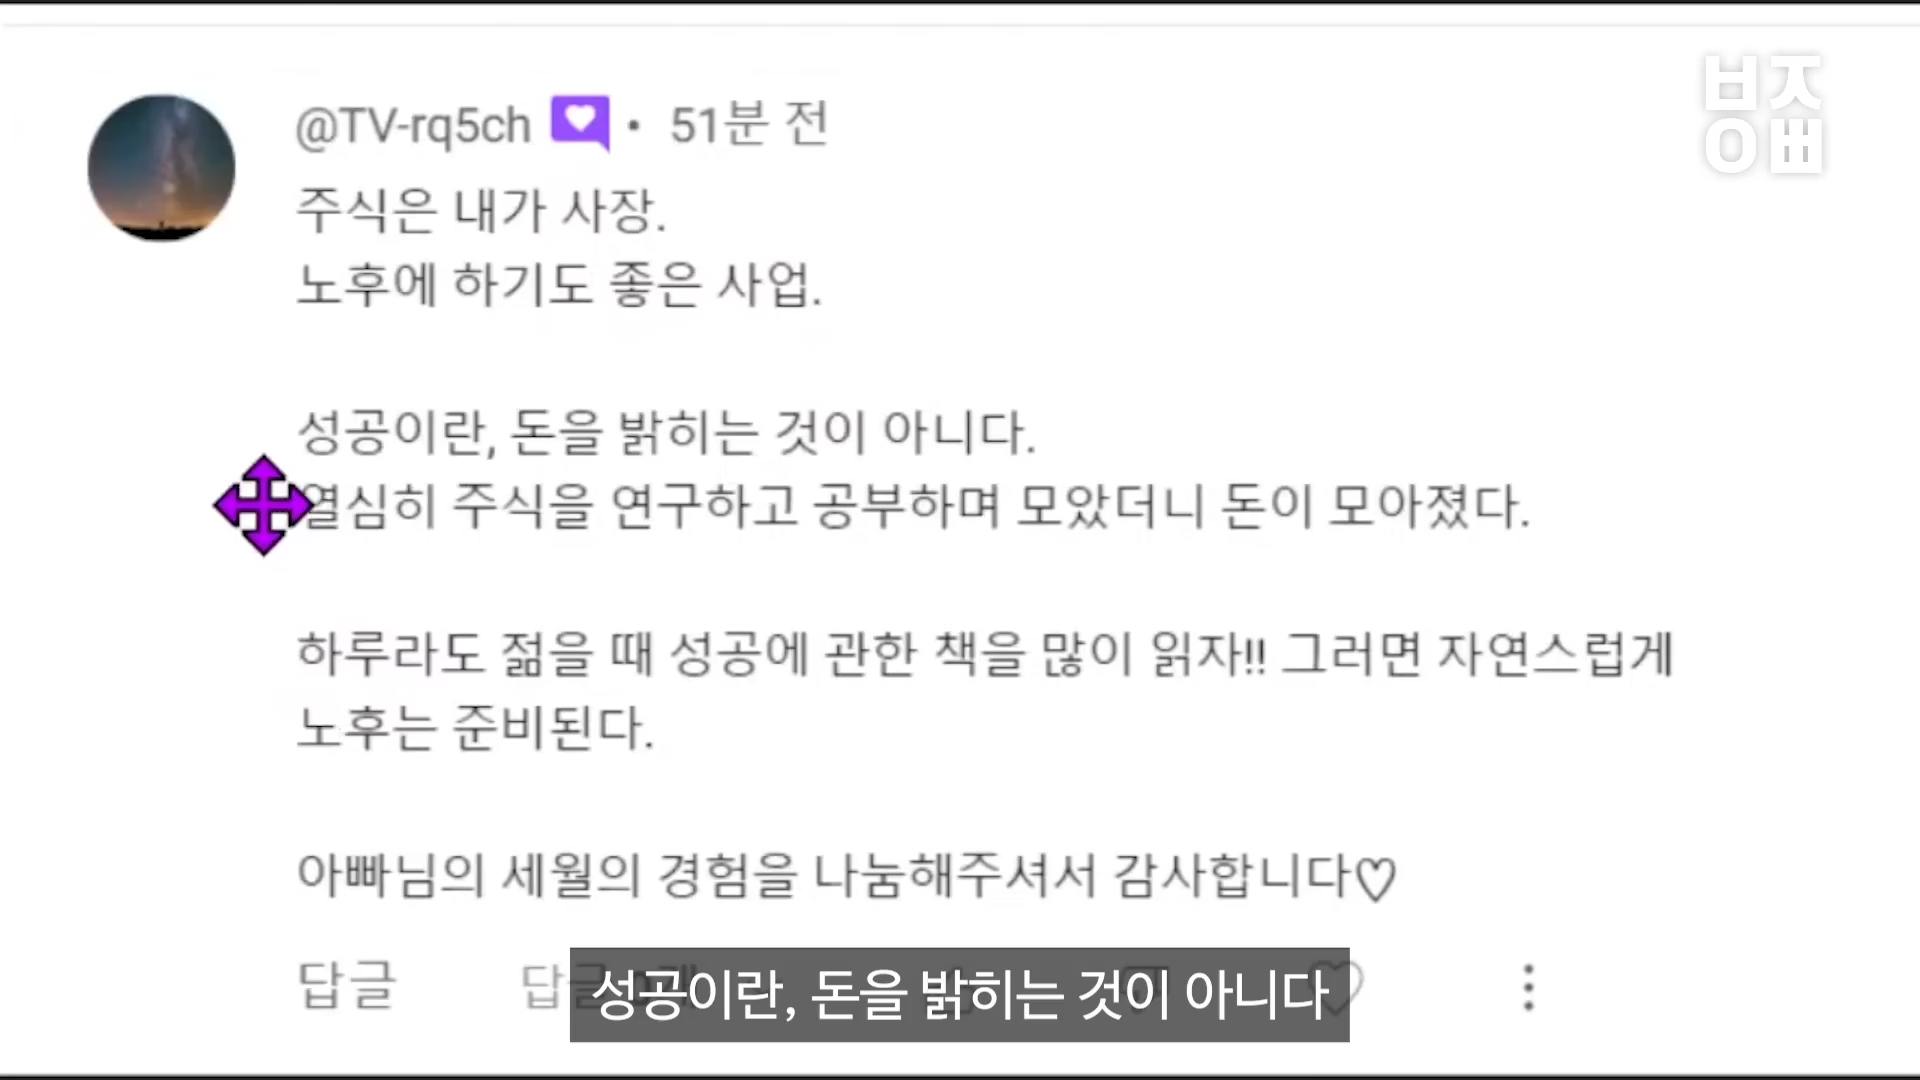 @TV-rq5ch • 51분 전
주식은 내가 사장.
노후에 하기도 좋은 사업.
성공이란, 돈을 밝히는 것이 아니다.
열심히 주식을 연구하고 공부하며 모았더니 돈이 모아졌다.
하루라도 젊을 때 성공에 관한 책을 많이 읽자!! 그러면 자연스럽게
노후는 준비된다.
아빠님의 세월의 경험을 나눔해주셔서 감사합니다♡
답글
성공이란, 돈을 밝히는 것이 아니다